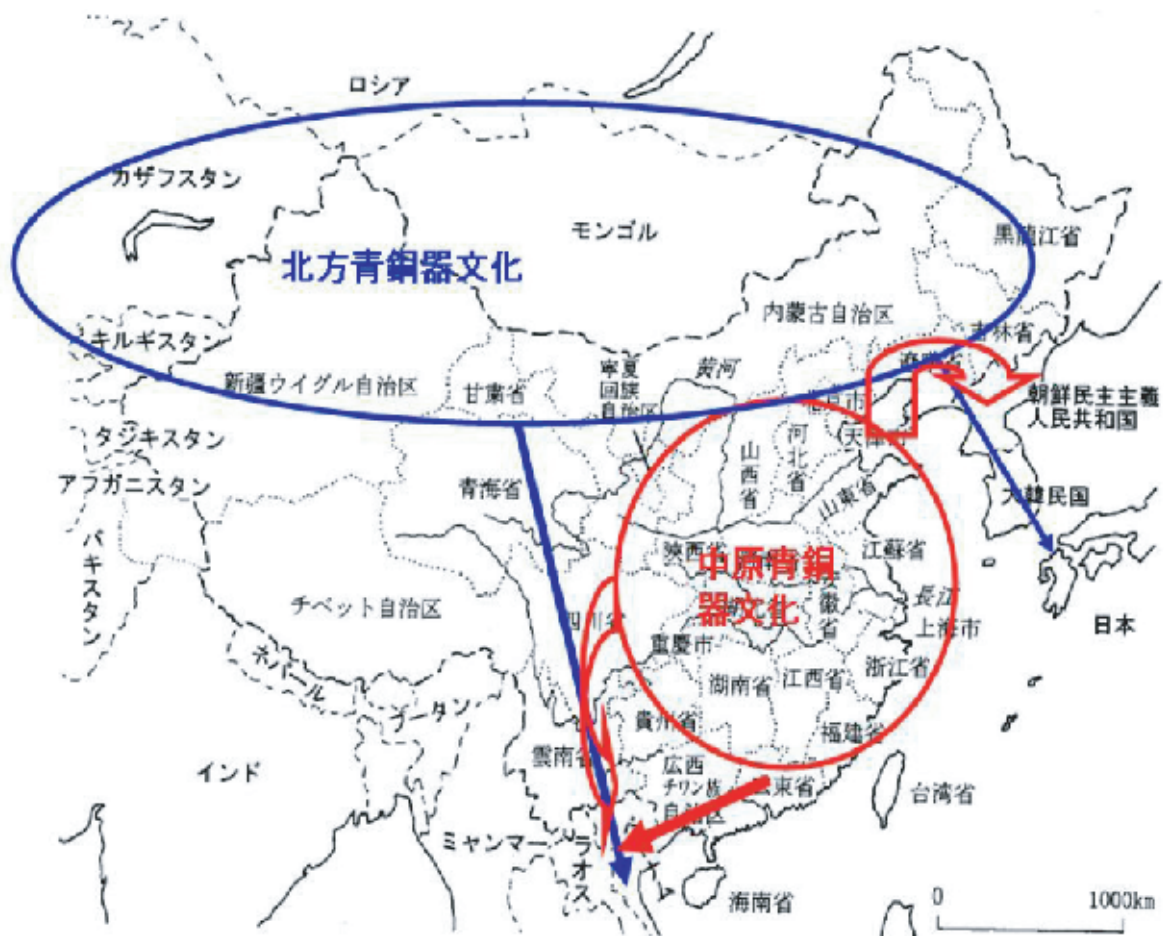 ロシア
カザフスタン
モンゴル
黒龍江省
北方青銅器文化
内蒙古自治区
吉林省
キルギスタン
新疆ウイグル自治区
甘粛省
寧夏
回族
自治区
黄河
朝鮮民主主義
人民共和国
タジキスタン
アフガニスタン
パキスタン
青海省
山西省
河北省
山東省
大韓民国
陝西省
江蘇省
中原青銅
器文化
チベット自治区
四川省
重慶市
長江
上海市
日本
ネパール
ブータン
湖南省
江西省
浙江省
貴州省
福建省
雲南省
インド
広西
チワン族
自治区
台湾省
ミャンマー
ラオス
海南省
0
1000km